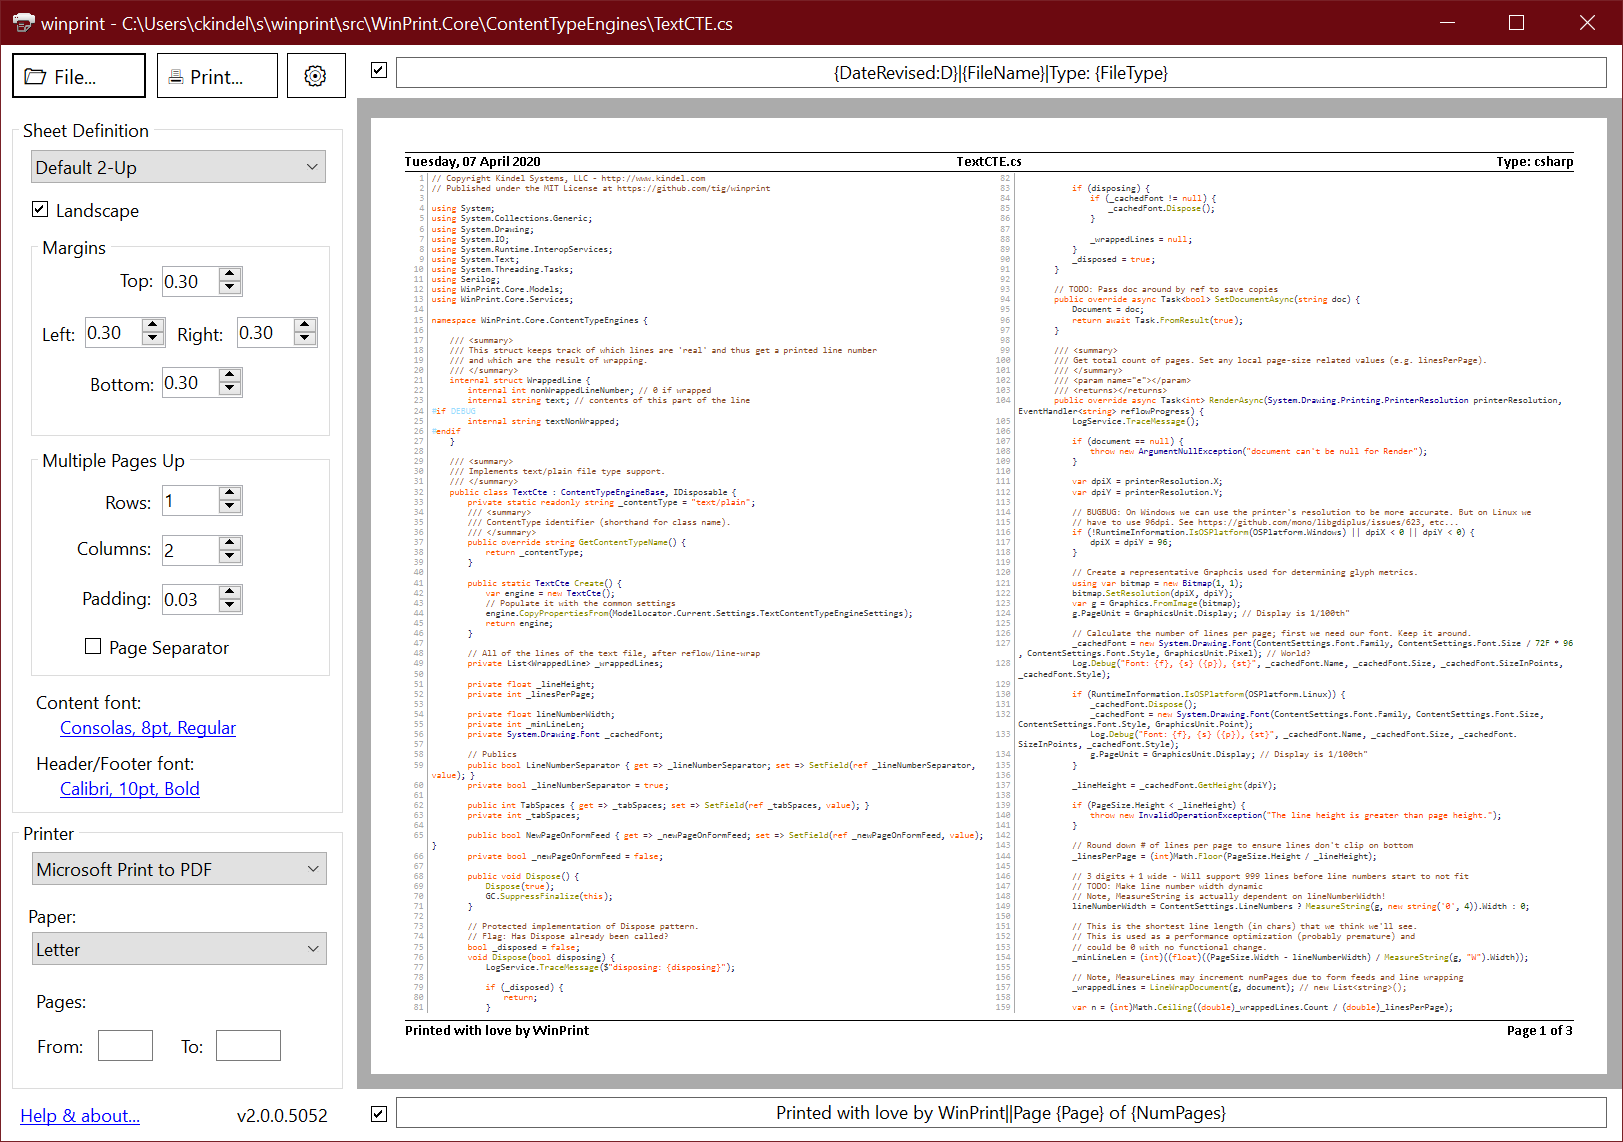 winprint - C:\Users\ckindel\s\winprint\src\WinPrint.Core\ContentTypeEngines\TextCTE.cs
File...
Print...
{DateRevised:D}|{FileName}|Type: {FileType}
Sheet Definition
Default 2-Up
Landscape
Margins
Top: 0.30
Left: 0.30 Right: 0.30
Bottom: 0.30
Multiple Pages Up
Rows: 1
Columns: 2
Padding: 0.03
Page Separator
Content font:
Consolas, 8pt, Regular
Header/Footer font:
Calibri, 10pt, Bold
Printer
Microsoft Print to PDF
Paper:
Letter
Pages:
From: To:
Help & about... v2.0.0.5052
Tuesday, 07 April 2020 TextCTE.cs Type: csharp
1 // Copyright Kindel Systems, LLC - http://www.kindel.com
2 // Published under the MIT License at https://github.com/tig/winprint
3
4 using System;
5 using System.Collections.Generic;
6 using System.Drawing;
7 using System.IO;
8 using System.Runtime.InteropServices;
9 using System.Text;
10 using System.Threading.Tasks;
11 using Serilog;
12 using WinPrint.Core.Models;
13 using WinPrint.Core.Services;
14
15 namespace WinPrint.Core.ContentTypeEngines {
16
17 /// <summary>
18 /// This struct keeps track of which lines are 'real' and thus get a printed line number
19 /// and which are the result of wrapping.
20 /// </summary>
21 internal struct WrappedLine {
22 internal int nonWrappedLineNumber; // 0 if wrapped
23 internal string text; // contents of this part of the line
24 #if DEBUG
25 internal string textNonWrapped;
26 #endif
27 }
28
29 /// <summary>
30 /// Implements text/plain file type support.
31 /// </summary>
32 public class TextCte : ContentTypeEngineBase, IDisposable {
33 private static readonly string _contentType = "text/plain";
34 /// <summary>
35 /// ContentType identifier (shorthand for class name).
36 /// </summary>
37 public override string GetContentTypeName() {
38 return _contentType;
39 }
40
41 public static TextCte Create() {
42 var engine = new TextCte();
43 // Populate it with the common settings
44 engine.CopyPropertiesFrom(ModelLocator.Current.Settings.TextContentTypeEngineSettings);
45 return engine;
46 }
47
48 // All of the lines of the text file, after reflow/line-wrap
49 private List<WrappedLine> _wrappedLines;
50
51 private float _lineHeight;
52 private int _linesPerPage;
53
54 private float lineNumberWidth;
55 private int _minLineLen;
56 private System.Drawing.Font _cachedFont;
57
58 // Publics
59 public bool LineNumberSeparator { get => _lineNumberSeparator; set => SetField(ref _lineNumberSeparator,
value); }
60 private bool _lineNumberSeparator = true;
61
62 public int TabSpaces { get => _tabSpaces; set => SetField(ref _tabSpaces, value); }
63 private int _tabSpaces;
64
65 public bool NewPageOnFormFeed { get => _newPageOnFormFeed; set => SetField(ref _newPageOnFormFeed, value);
}
66 private bool _newPageOnFormFeed = false;
67
68 public void Dispose() {
69 Dispose(true);
70 GC.SuppressFinalize(this);
71 }
72
73 // Protected implementation of Dispose pattern.
74 // Flag: Has Dispose already been called?
75 bool _disposed = false;
76 void Dispose(bool disposing) {
77 LogService.TraceMessage($"disposing: {disposing}");
78
79 if (_disposed) {
80 return;
81 }
82
83 if (disposing) {
84 if (_cachedFont != null) {
85 _cachedFont.Dispose();
86 }
87
88 _wrappedLines = null;
89 }
90 _disposed = true;
91 }
92
93 // TODO: Pass doc around by ref to save copies
94 public override async Task<bool> SetDocumentAsync(string doc) {
95 Document = doc;
96 return await Task.FromResult(true);
97 }
98
99 /// <summary>
100 /// Get total count of pages. Set any local page-size related values (e.g. linesPerPage).
101 /// </summary>
102 /// <param name="e"></param>
103 /// <returns></returns>
104 public override async Task<int> RenderAsync(System.Drawing.Printing.PrinterResolution printerResolution,
EventHandler<string> reflowProgress) {
105 LogService.TraceMessage();
106
107 if (document == null) {
108 throw new ArgumentNullException("document can't be null for Render");
109 }
110
111 var dpiX = printerResolution.X;
112 var dpiY = printerResolution.Y;
113
114 // BUGBUG: On Windows we can use the printer's resolution to be more accurate. But on Linux we
115 // have to use 96dpi. See https://github.com/mono/libgdiplus/issues/623, etc...
116 if (!RuntimeInformation.IsOSPlatform(OSPlatform.Windows) || dpiX < 0 || dpiY < 0) {
117 dpiX = dpiY = 96;
118 }
119
120 // Create a representative Graphcis used for determining glyph metrics.
121 using var bitmap = new Bitmap(1, 1);
122 bitmap.SetResolution(dpiX, dpiY);
123 var g = Graphics.FromImage(bitmap);
124 g.PageUnit = GraphicsUnit.Display; // Display is 1/100th"
125
126 // Calculate the number of lines per page; first we need our font. Keep it around.
127 _cachedFont = new System.Drawing.Font(ContentSettings.Font.Family, ContentSettings.Font.Size / 72F * 96
, ContentSettings.Font.Style, GraphicsUnit.Pixel); // World?
128 Log.Debug("Font: {f}, {s} ({p}), {st}", _cachedFont.Name, _cachedFont.Size, _cachedFont.SizeInPoints,
_cachedFont.Style);
129
130 if (RuntimeInformation.IsOSPlatform(OSPlatform.Linux)) {
131 _cachedFont.Dispose();
132 _cachedFont = new System.Drawing.Font(ContentSettings.Font.Family, ContentSettings.Font.Size,
ContentSettings.Font.Style, GraphicsUnit.Point);
133 Log.Debug("Font: {f}, {s} ({p}), {st}", _cachedFont.Name, _cachedFont.Size, _cachedFont.
SizeInPoints, _cachedFont.Style);
134 g.PageUnit = GraphicsUnit.Display; // Display is 1/100th"
135 }
136
137 _lineHeight = _cachedFont.GetHeight(dpiY);
138
139 if (PageSize.Height < _lineHeight) {
140 throw new InvalidOperationException("The line height is greater than page height.");
141 }
142
143 // Round down # of lines per page to ensure lines don't clip on bottom
144 _linesPerPage = (int)Math.Floor(PageSize.Height / _lineHeight);
145
146 // 3 digits + 1 wide - Will support 999 lines before line numbers start to not fit
147 // TODO: Make line number width dynamic
148 // Note, MeasureString is actually dependent on lineNumberWidth!
149 lineNumberWidth = ContentSettings.LineNumbers ? MeasureString(g, new string('0', 4)).Width : 0;
150
151 // This is the shortest line length (in chars) that we think we'll see.
152 // This is used as a performance optimization (probably premature) and
153 // could be 0 with no functional change.
154 _minLineLen = (int)((float)((PageSize.Width - lineNumberWidth) / MeasureString(g, "W").Width));
155
156 // Note, MeasureLines may increment numPages due to form feeds and line wrapping
157 _wrappedLines = LineWrapDocument(g, document); // new List<string>();
158
159 var n = (int)Math.Ceiling((double)_wrappedLines.Count / (double)_linesPerPage);
Printed with love by WinPrint Page 1 of 3
Printed with love by WinPrint||Page {Page} of {NumPages}